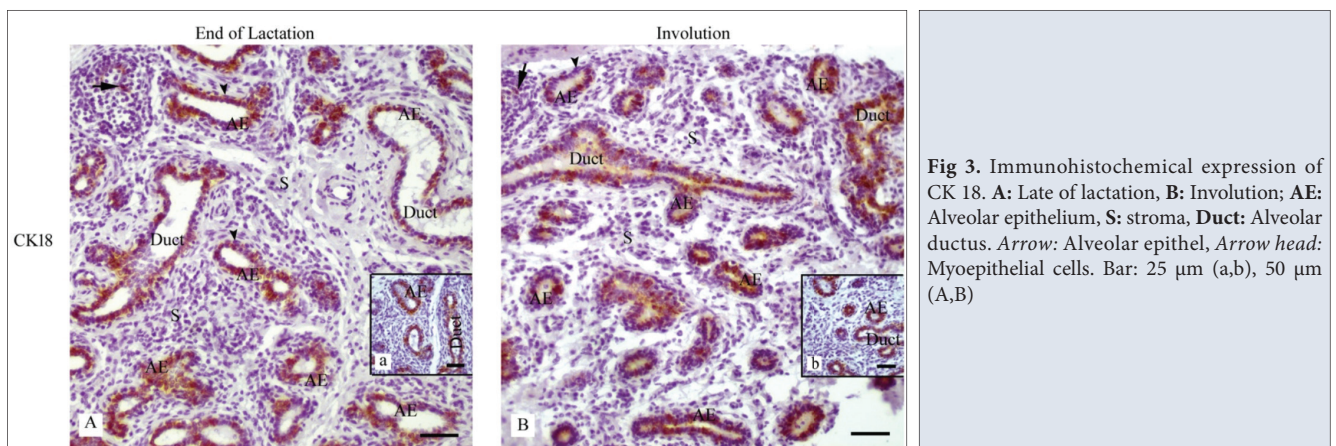 End of Lactation
Involution
CK18
AE
AE
S
Duct
Duct
AE
S
AE
AE
AE
A
AE
Duct
a
AE
AE
Duct
S
Duct
AE
S
AE
AE
AE
B
AE
Duct
b
Fig 3. Immunohistochemical expression of
CK 18. A: Late of lactation, B: Involution; AE:
Alveolar epithelium, S: stroma, Duct: Alveolar
ductus. Arrow: Alveolar epithel, Arrow head:
Myoepithelial cells. Bar: 25 µm (a,b), 50 µm
(A,B)